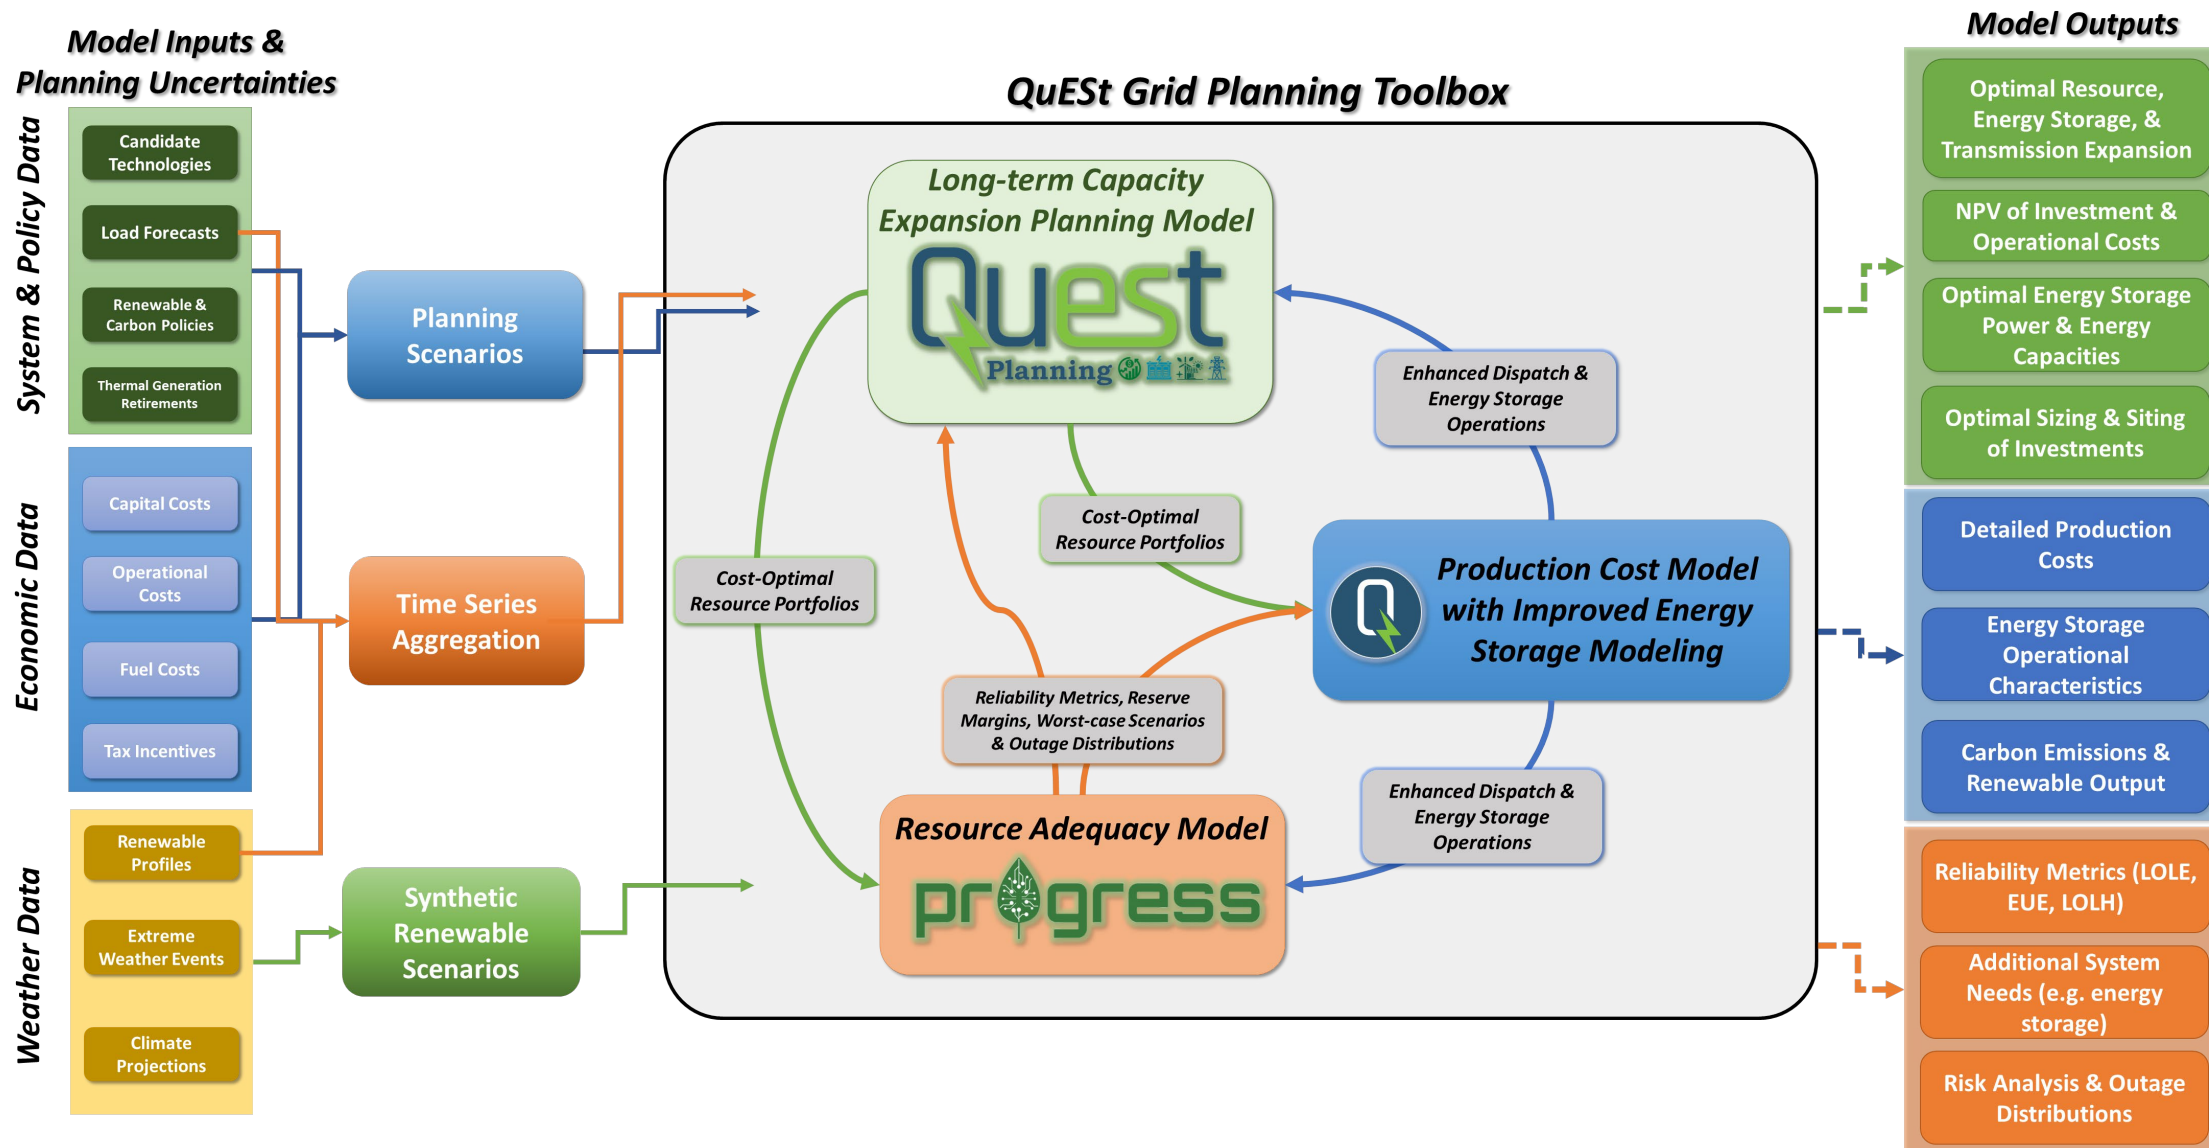 Model Inputs &
Planning Uncertainties
System & Policy Data
Candidate
Technologies
Load Forecasts
Renewable &
Carbon Policies
Thermal Generation
Retirements
Economic Data
Capital Costs
Operational
Costs
Fuel Costs
Tax Incentives
Weather Data
Renewable
Profiles
Extreme
Weather Events
Climate
Projections
Planning
Scenarios
Time Series
Aggregation
Synthetic
Renewable
Scenarios
QuESt Grid Planning Toolbox
Long-term Capacity
Expansion Planning Model
Quest
Planning
Enhanced Dispatch &
Energy Storage
Operations
Cost-Optimal
Resource Portfolios
Cost-Optimal
Resource Portfolios
Production Cost Model
with Improved Energy
Storage Modeling
Reliability Metrics, Reserve
Margins, Worst-case Scenarios
& Outage Distributions
Enhanced Dispatch &
Energy Storage
Operations
Resource Adequacy Model
progress
Model Outputs
Optimal Resource,
Energy Storage, &
Transmission Expansion
NPV of Investment &
Operational Costs
Optimal Energy Storage
Power & Energy
Capacities
Optimal Sizing & Siting
of Investments
Detailed Production
Costs
Energy Storage
Operational
Characteristics
Carbon Emissions &
Renewable Output
Reliability Metrics (LOLE,
EUE, LOLH)
Additional System
Needs (e.g. energy
storage)
Risk Analysis & Outage
Distributions